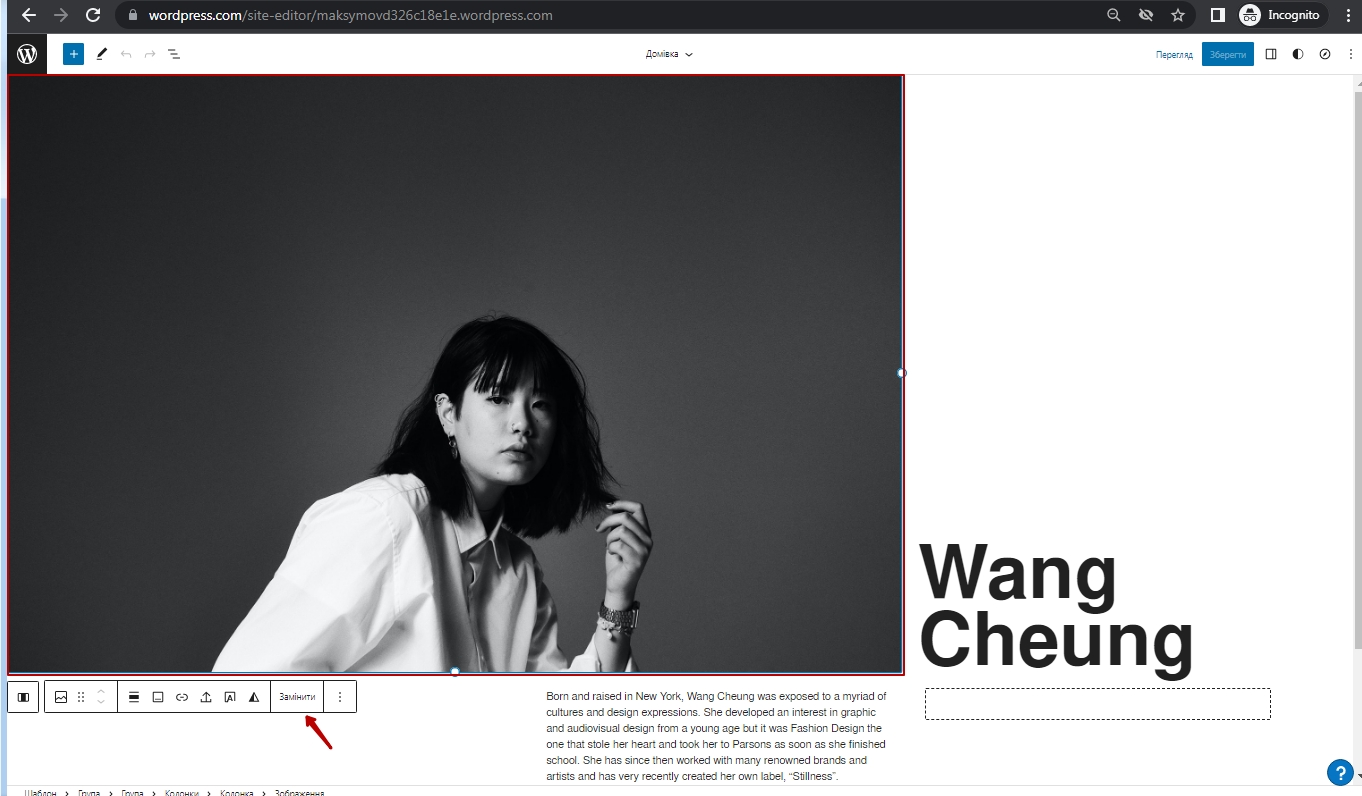 wordpress.com/site-editor/maksymovd326c18e1e.wordpress.com
Incognito
Домівка
Перегляд
Зберегти
Wang
Cheung
Замінити
Born and raised in New York, Wang Cheung was exposed to a myriad of
cultures and design expressions. She developed an interest in graphic
and audiovisual design from a young age but it was Fashion Design the
one that stole her heart and took her to Parsons as soon as she finished
school. She has since then worked with many renowned brands and
artists and has very recently created her own label, “Stillness”.
Шаблон > Група > Група > Колонки > Колонка > Зображення